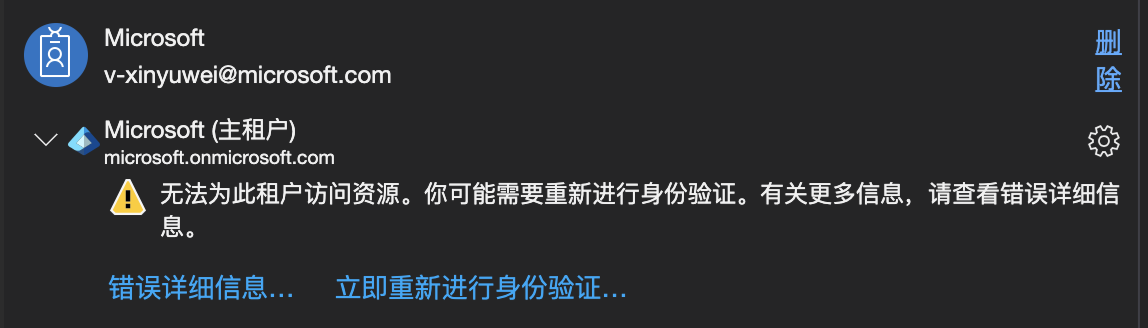 Microsoft
v-xinyuwei@microsoft.com
删
除
Microsoft (主租户)
microsoft.onmicrosoft.com
无法为此租户访问资源。你可能需要重新进行身份验证。有关更多信息，请查看错误详细信
息。
错误详细信息... 立即重新进行身份验证...